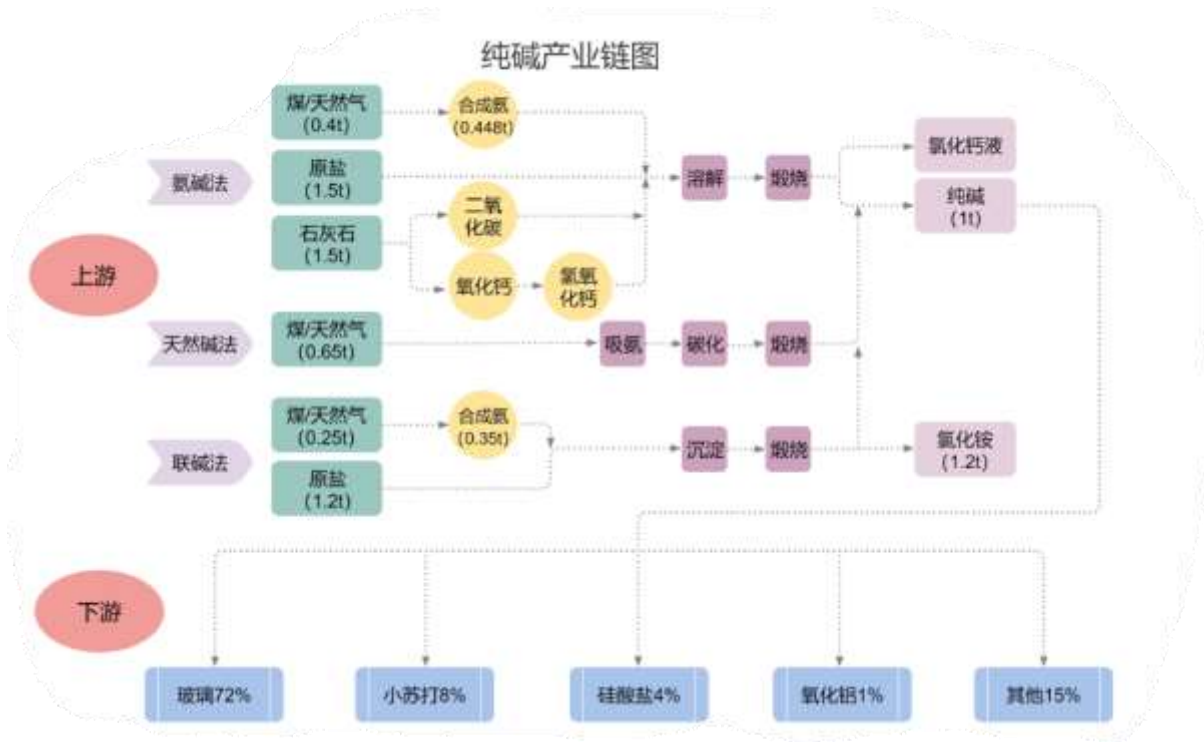 纯碱产业链图
煤/天然气
(0.4t)
合成氨
(0.448t)
氨碱法
原盐
(1.5t)
溶解
煅烧
氯化钙液
纯碱
(1t)
石灰石
(1.5t)
二氧
化碳
氧化钙
氢氧
化钙
上游
天然碱法
煤/天然气
(0.65t)
吸氨
碳化
煅烧
煤/天然气
(0.25t)
合成氨
(0.35t)
联碱法
原盐
(1.2t)
沉淀
煅烧
氯化铵
(1.2t)
下游
玻璃72%
小苏打8%
硅酸盐4%
氧化铝1%
其他15%